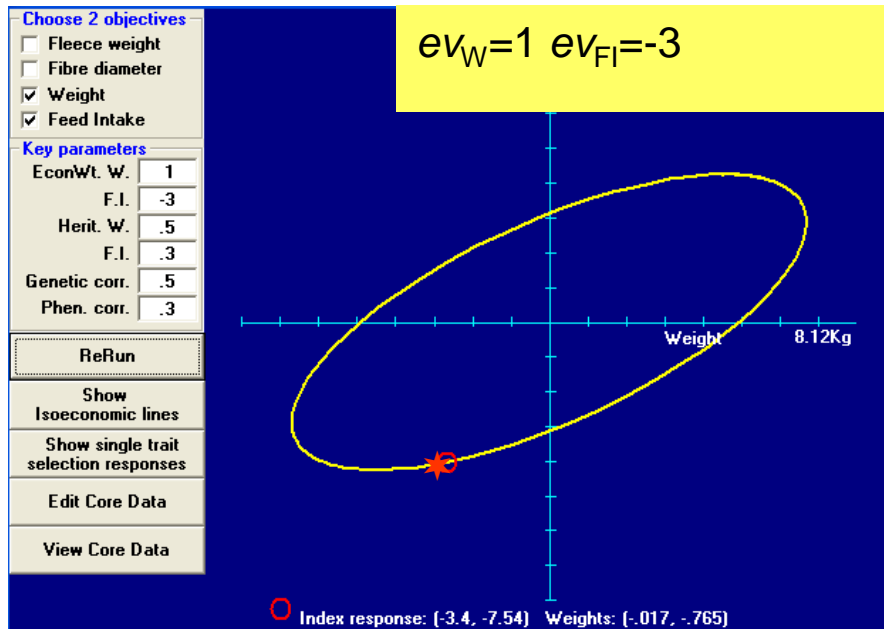 Choose 2 objectives
Fleece weight
Fibre diameter
Weight
Feed Intake
Key parameters
EconWt. W. 1
F.I. -3
Herit. W. .5
F.I. .3
Genetic corr. .5
Phen. corr. .3
ReRun
Show
Isoeconomic lines
Show single trait
selection responses
Edit Core Data
View Core Data
evW=1 evFI=-3
Weight 8.12Kg
Index response: (-3.4, -7.54) Weights: (-.017, -.765)